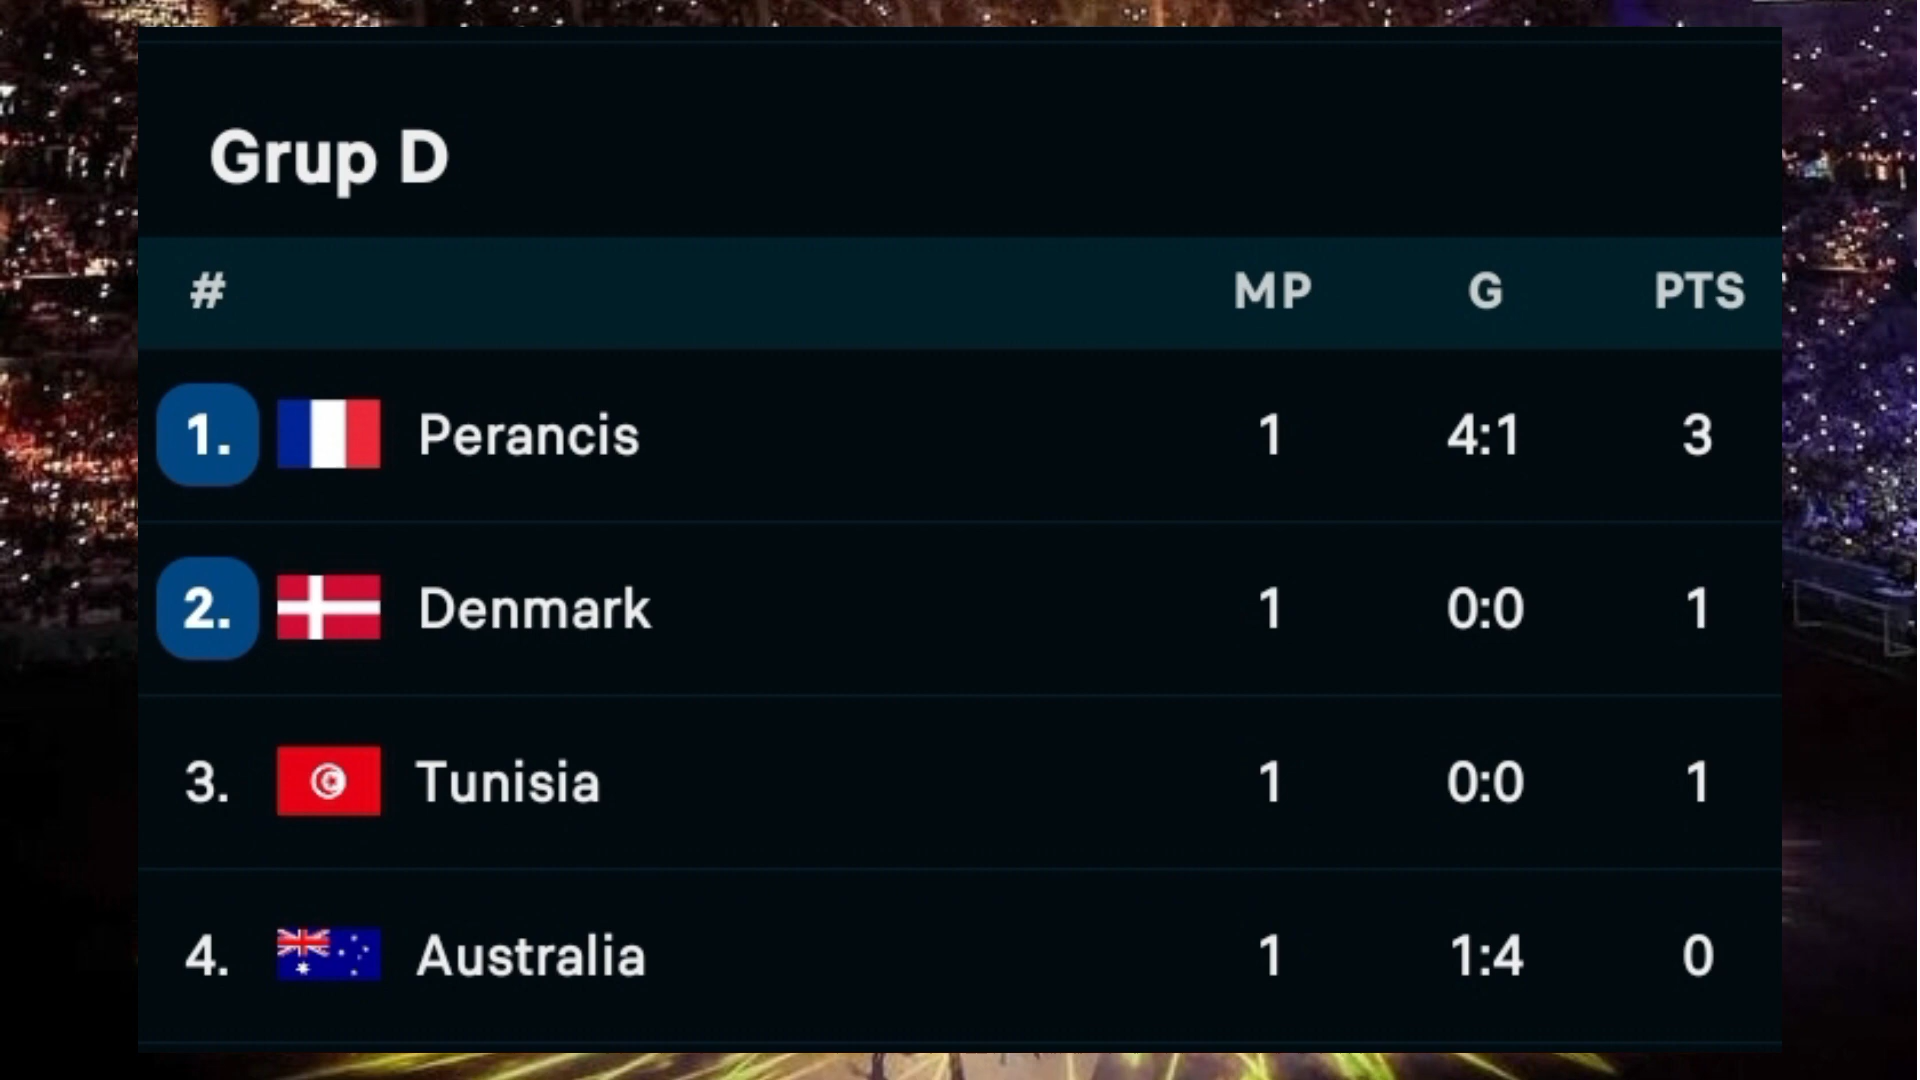 Grup D
# MP G PTS
1. Perancis 1 4:1 3
2. Denmark 1 0:0 1
3. Tunisia 1 0:0 1
4. Australia 1 1:4 0